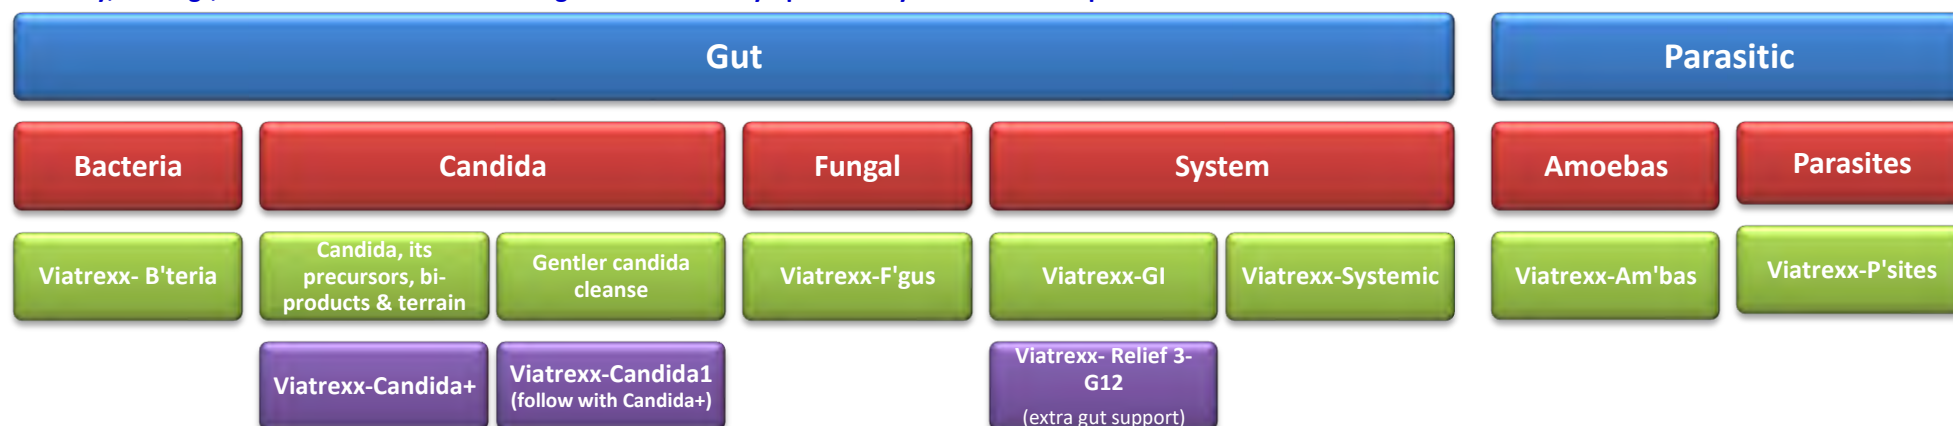 Gut
Parasitic
Bacteria
Candida
Fungal
System
Amoebas
Parasites
Viatrexx- B'teria
Candida, its
precursors, bi-
products & terrain
Gentler candida
cleanse
Viatrexx-F'gus
Viatrexx-GI
Viatrexx-Systemic
Viatrexx-Am'bas
Viatrexx-P'sites
Viatrexx-Candida+
Viatrexx-Candida1
(follow with Candida+)
Viatrexx- Relief 3-
G12
(extra gut support)